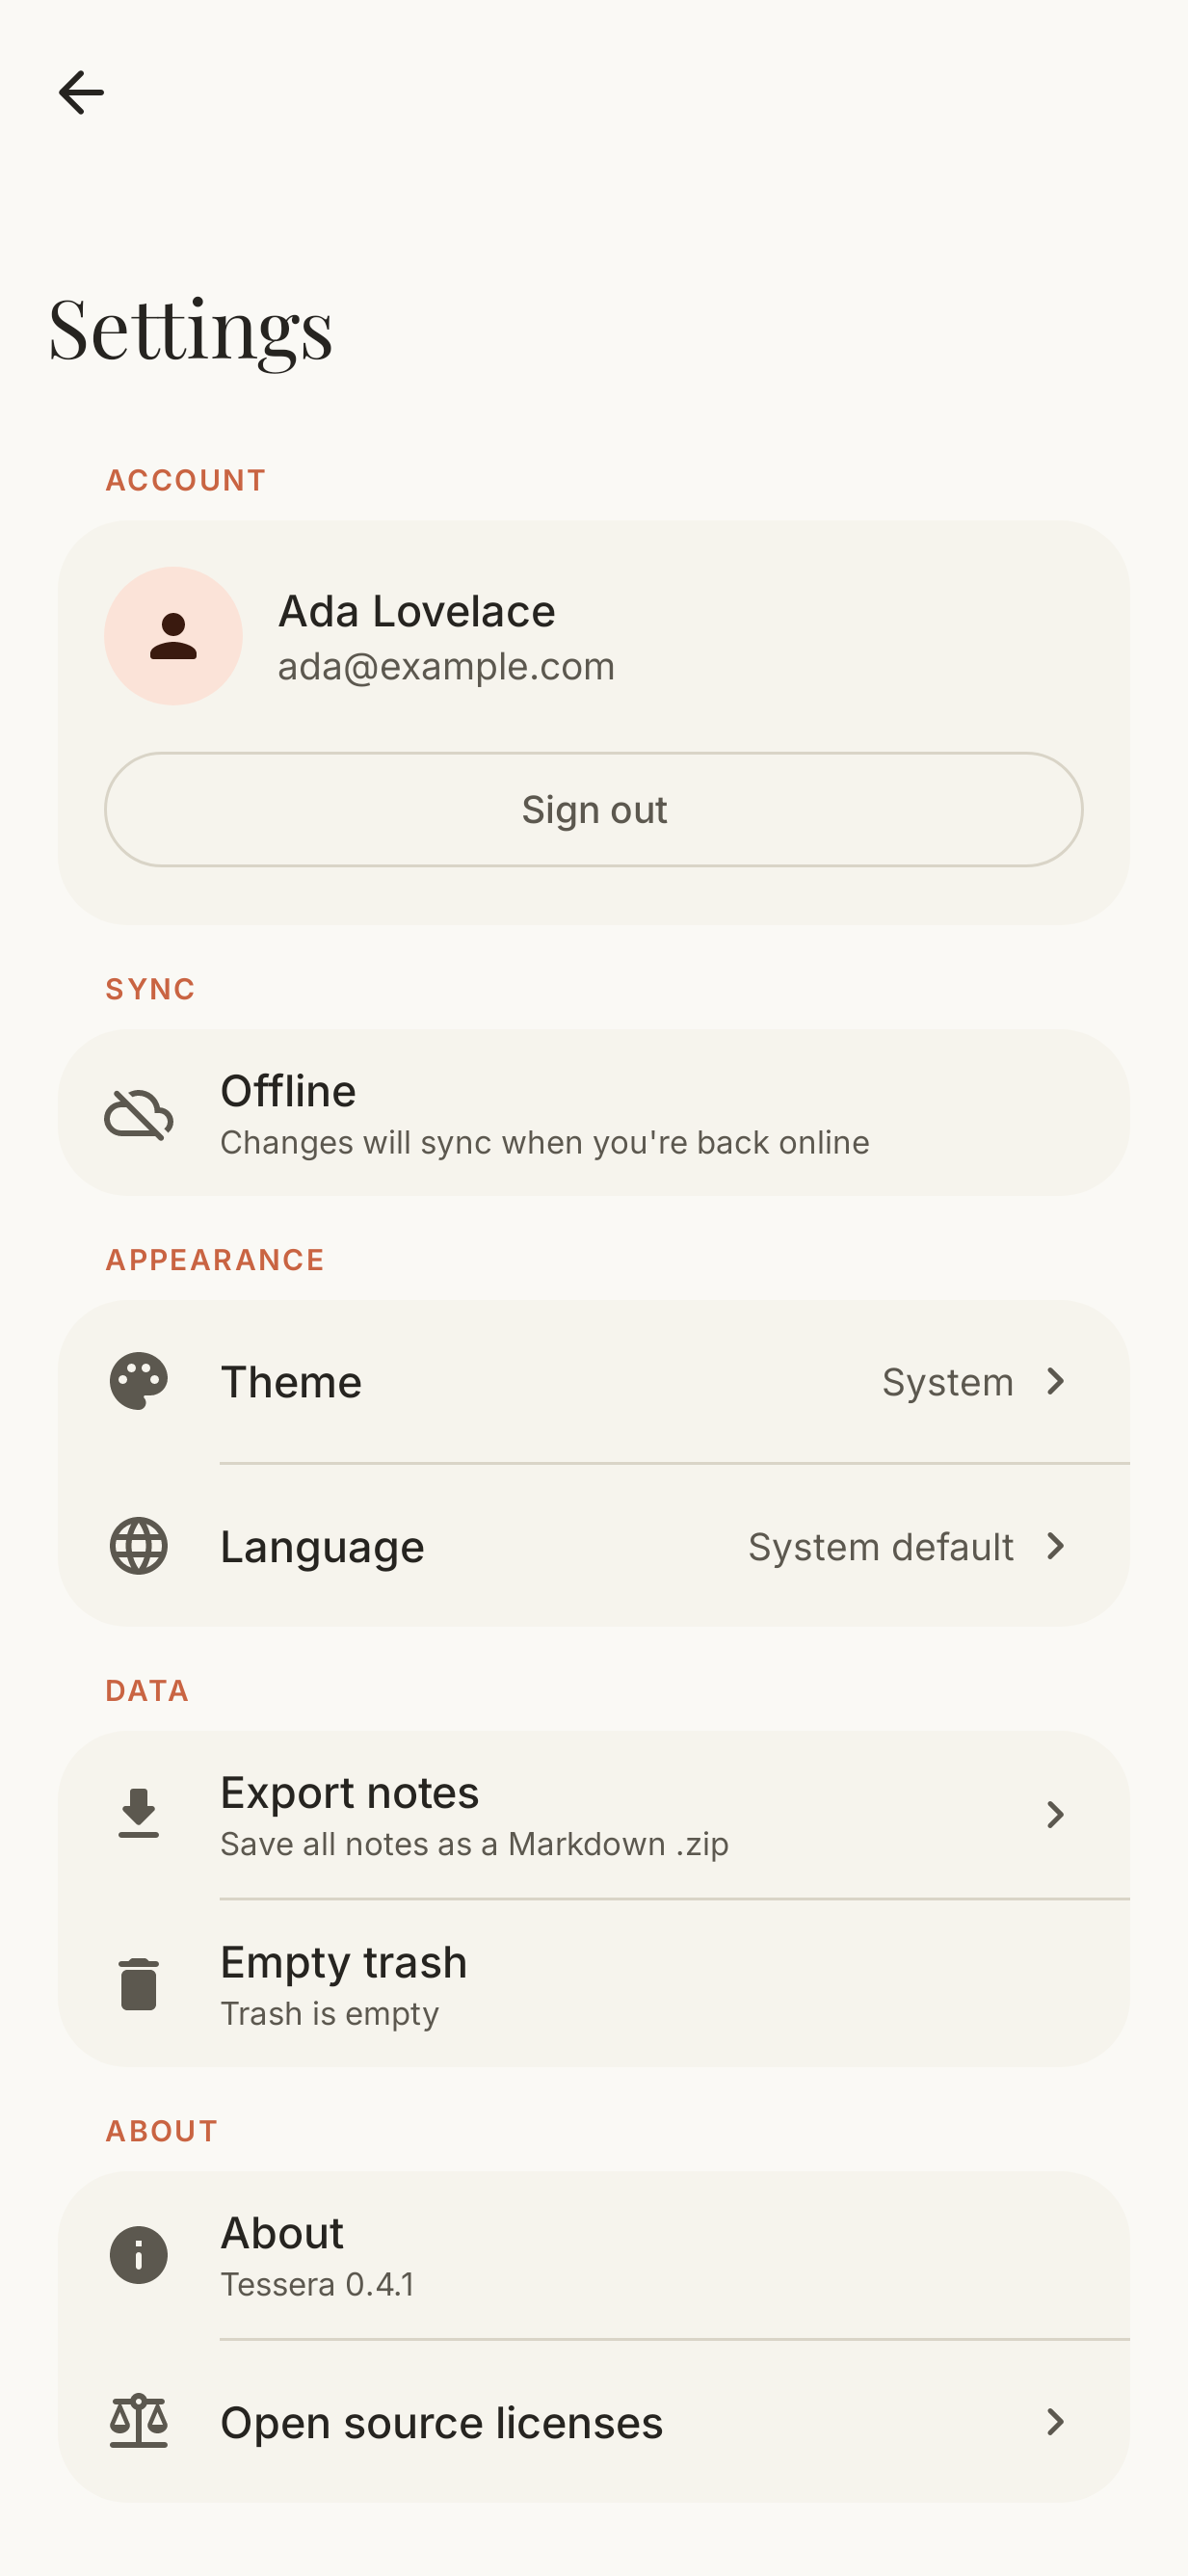 Settings
ACCOUNT
Ada Lovelace
ada@example.com
Sign out
SYNC
Offline
Changes will sync when you're back online
APPEARANCE
Theme
System
Language
System default
DATA
Export notes
Save all notes as a Markdown .zip
Empty trash
Trash is empty
ABOUT
About
Tessera 0.4.1
Open source licenses